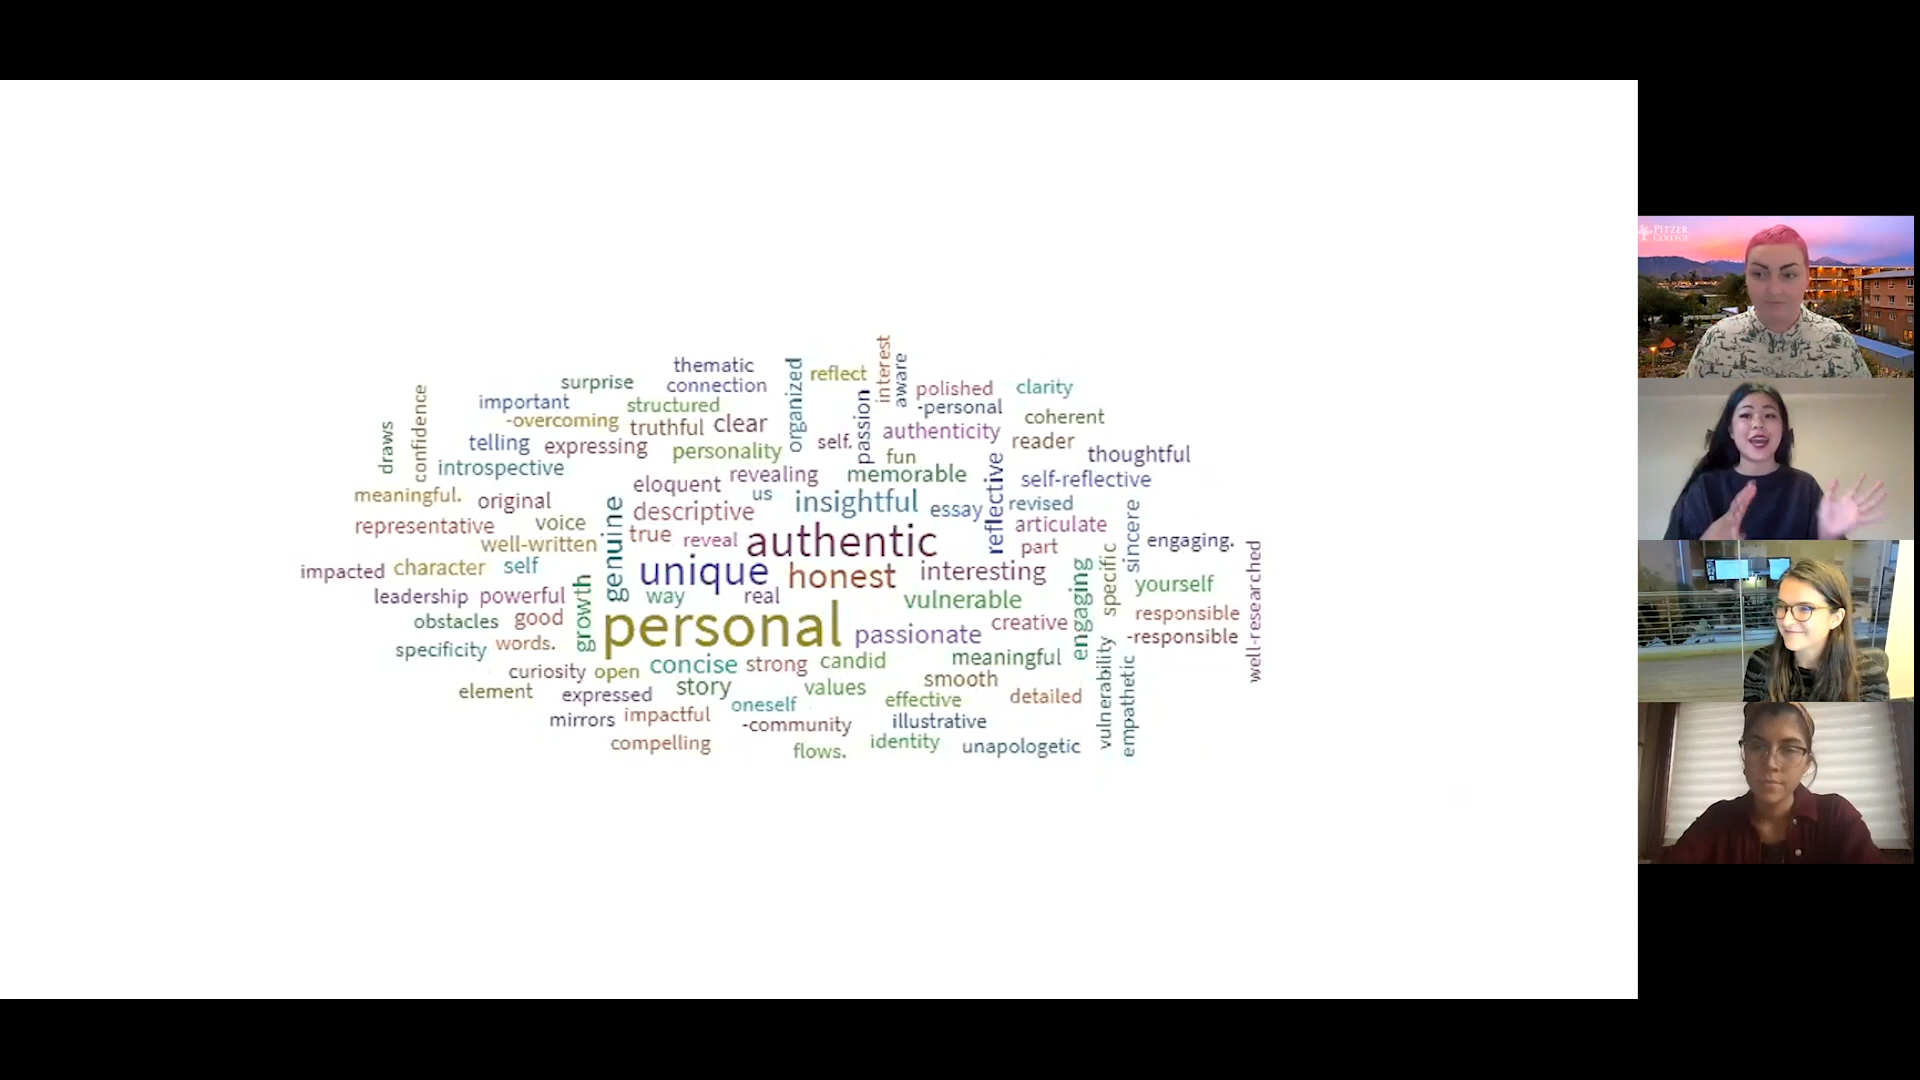 thematic
connection
surprise
important
structured
-overcoming
truthful
clear
organized
reflect
interest
aware
passion
polished
-personal
clarity
coherent
draws
confidence
telling
expressing
personality
self.
authenticity
reader
fun
thoughtful
introspective
revealing
memorable
reflective
self-reflective
meaningful.
original
eloquent
us
insightful
essay
revised
representative
voice
genuine
descriptive
articulate
sincere
well-written
true
reveal
authentic
part
engaging.
impacted
character
self
unique
honest
interesting
engaging
specific
yourself
well-researched
leadership
powerful
growth
way
real
vulnerable
responsible
obstacles
good
personal
passionate
creative
-responsible
specificity
words.
curiosity
open
concise
strong
candid
meaningful
vulnerability
empathetic
element
expressed
story
values
smooth
effective
detailed
mirrors
impactful
oneself
-community
illustrative
compelling
flows.
identity
unapologetic
PITZER
COLLEGE